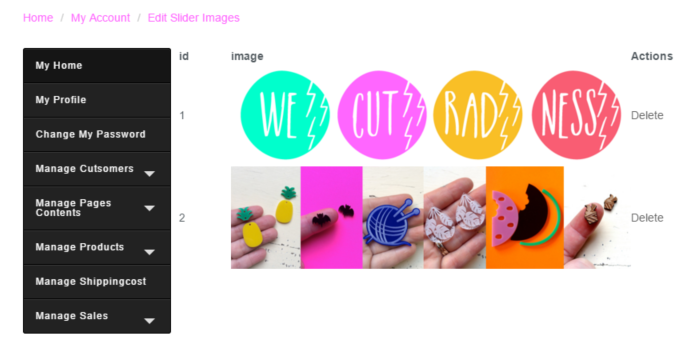 Home / My Account / Edit Slider Images
id image Actions
My Home
My Profile
Change My Password
Manage Cutsomers
Manage Pages
Contents
Manage Products
Manage Shippingcost
Manage Sales
1 WE CUT RAD NESS Delete
2 Delete